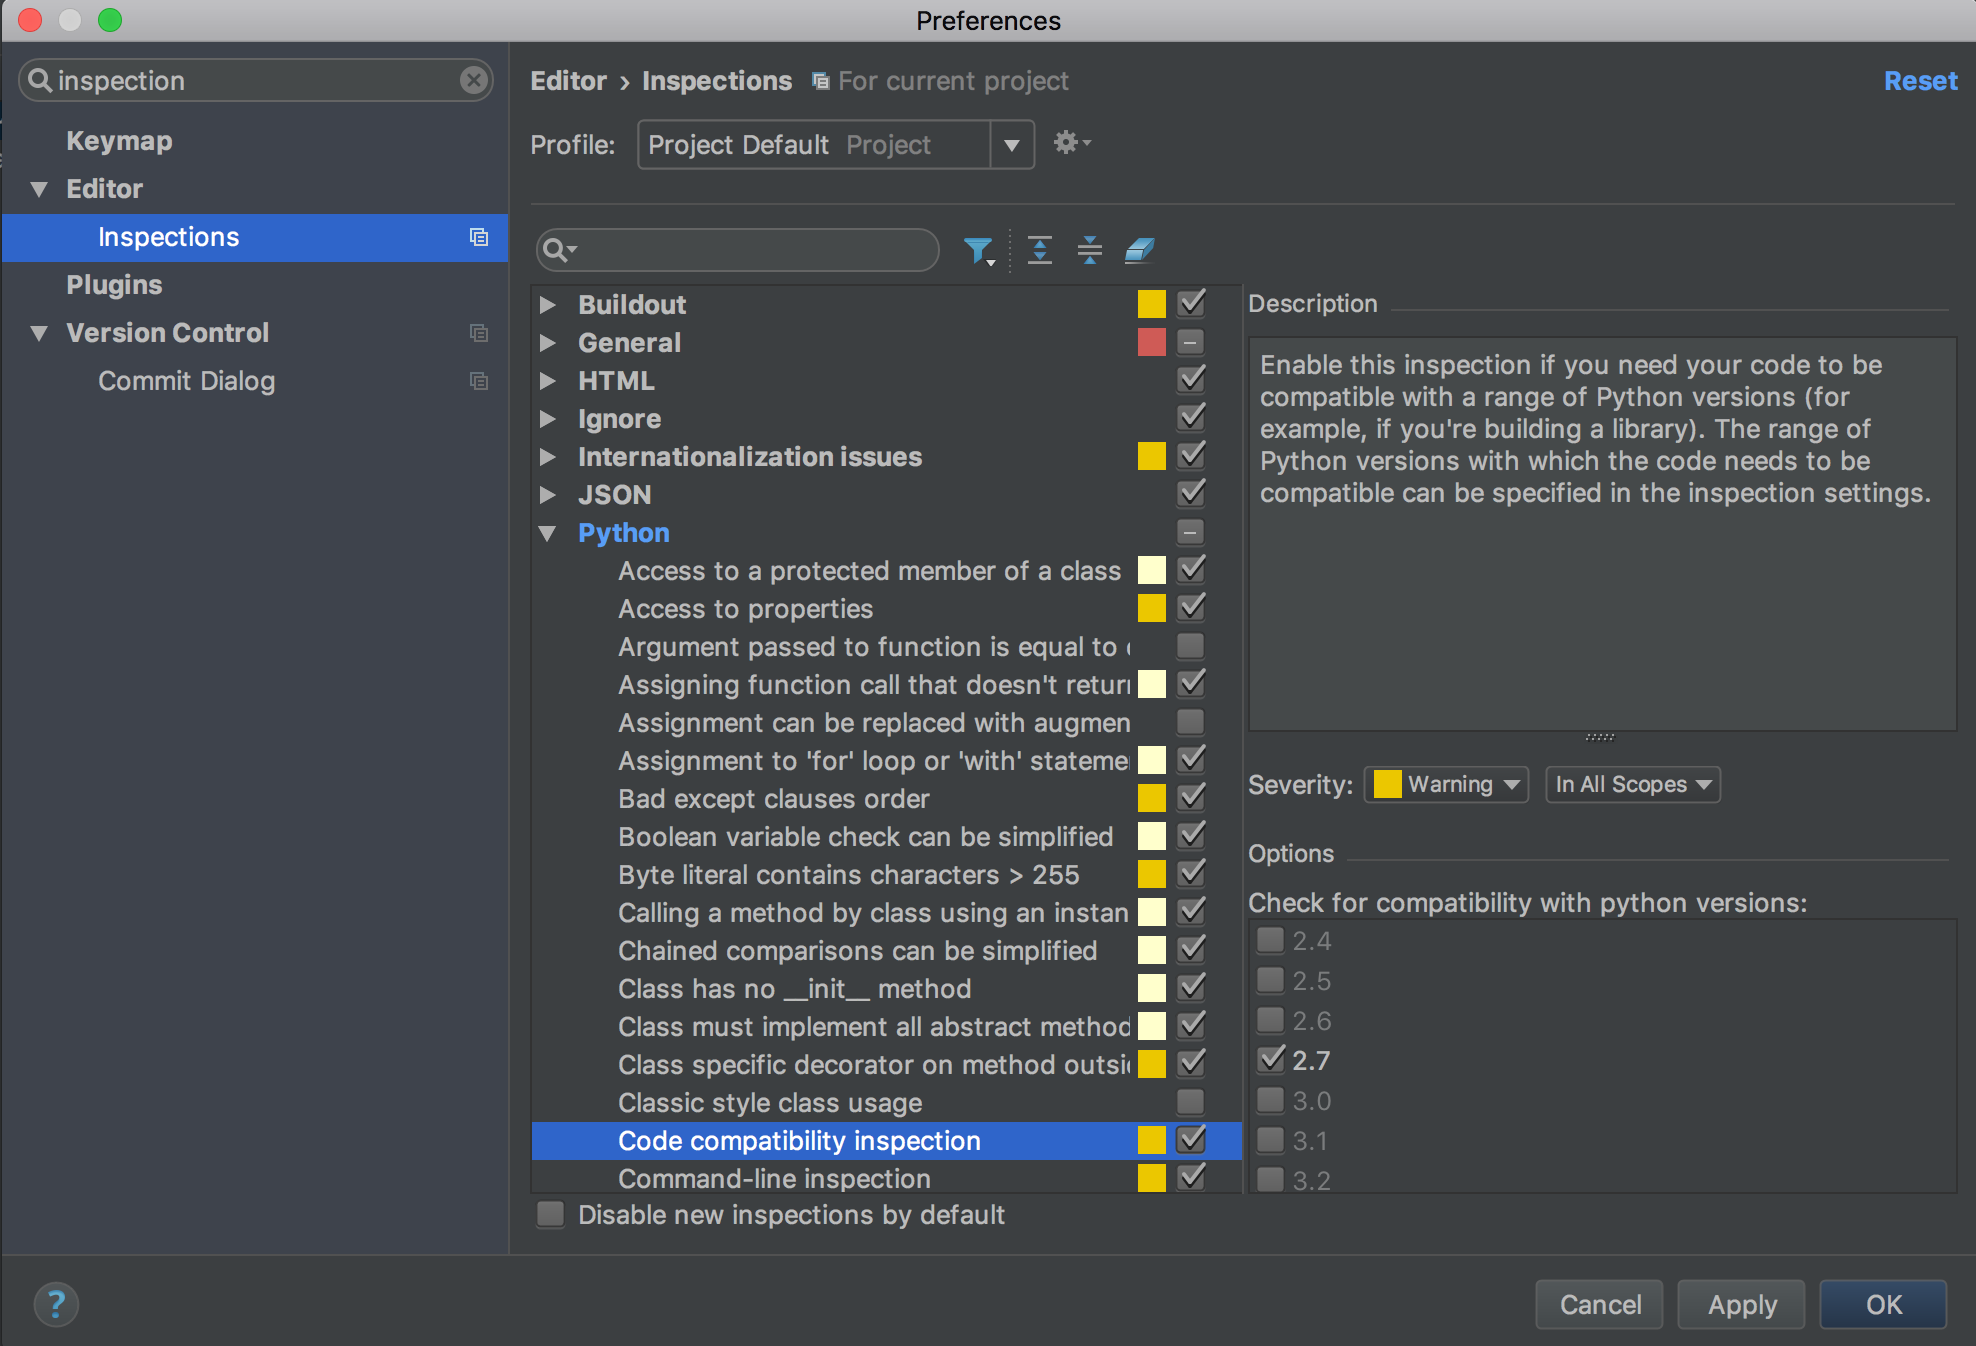 Preferences
inspection
Keymap
Editor
Inspections
Plugins
Version Control
Commit Dialog
Editor › Inspections For current project
Reset
Profile: Project Default Project
Buildout
General
HTML
Ignore
Internationalization issues
JSON
Python
Access to a protected member of a class
Access to properties
Argument passed to function is equal to
Assigning function call that doesn't return
Assignment can be replaced with augmen
Assignment to 'for' loop or 'with' stateme
Bad except clauses order
Boolean variable check can be simplified
Byte literal contains characters > 255
Calling a method by class using an instan
Chained comparisons can be simplified
Class has no __init__ method
Class must implement all abstract method
Class specific decorator on method outsi
Classic style class usage
Code compatibility inspection
Command-line inspection
Disable new inspections by default
Description
Enable this inspection if you need your code to be
compatible with a range of Python versions (for
example, if you're building a library). The range of
Python versions with which the code needs to be
compatible can be specified in the inspection settings.
Severity: Warning In All Scopes
Options
Check for compatibility with python versions:
2.4
2.5
2.6
2.7
3.0
3.1
3.2
?
Cancel
Apply
OK